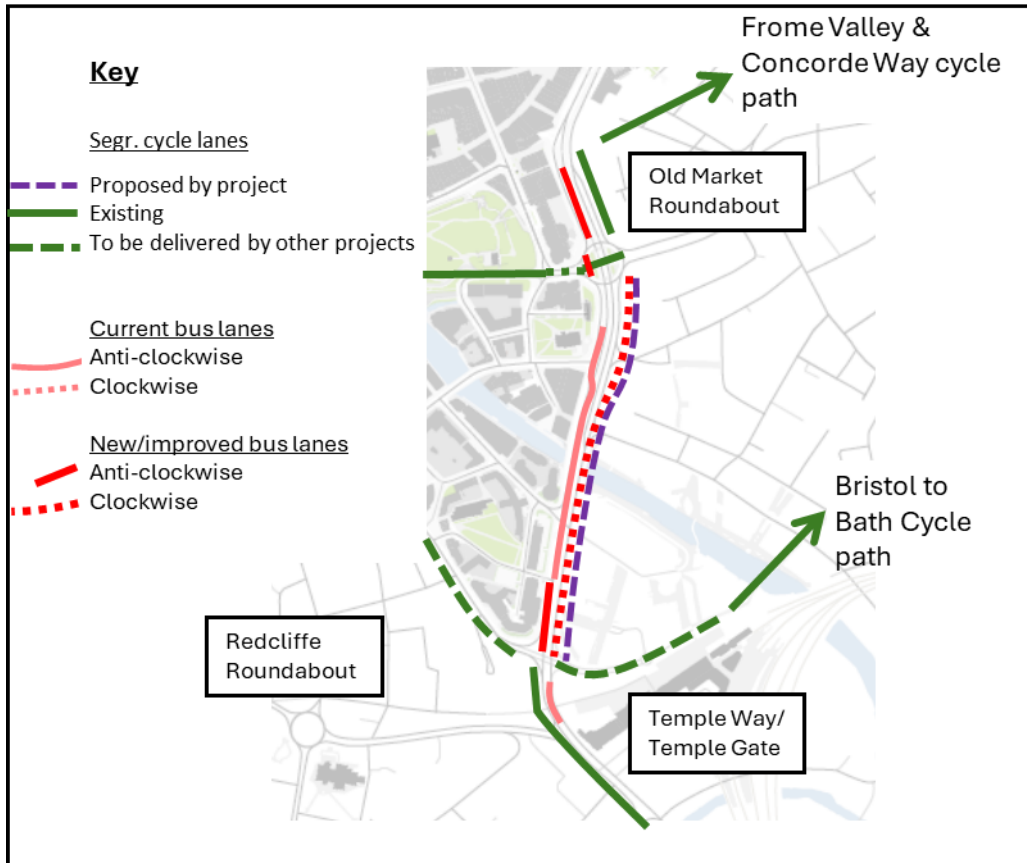 Key
Segr. cycle lanes
Proposed by project
Existing
To be delivered by other projects
Current bus lanes
Anti-clockwise
Clockwise
New/improved bus lanes
Anti-clockwise
Clockwise
Frome Valley &
Concorde Way cycle
path
Old Market
Roundabout
Bristol to
Bath Cycle
path
Redcliffe
Roundabout
Temple Way/
Temple Gate